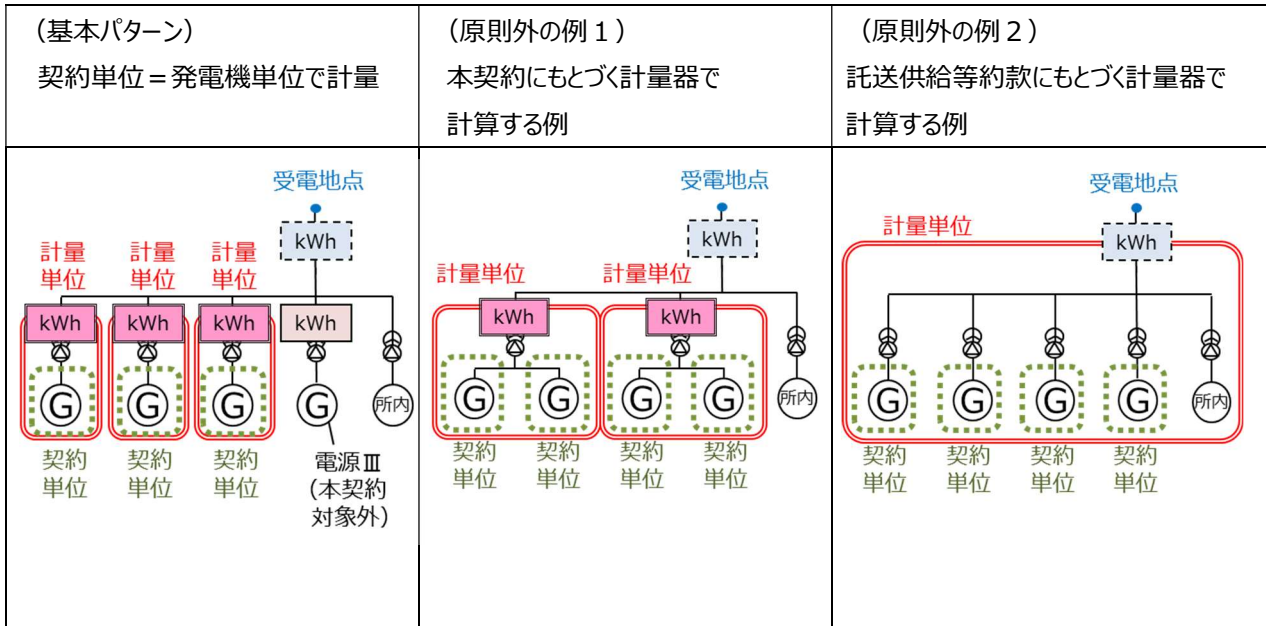 （基本パターン）
契約単位＝発電機単位で計量
（原則外の例１）
本契約にもとづく計量器で
計算する例
（原則外の例２）
託送供給等約款にもとづく計量器で
計算する例
受電地点
kWh
計量
単位
計量
単位
計量
単位
kWh
kWh
kWh
kWh
G
G
G
G
所内
契約
単位
契約
単位
契約
単位
電源Ⅲ
(本契約
対象外)
受電地点
kWh
計量単位
計量単位
kWh
kWh
G
G
G
G
所内
契約
単位
契約
単位
契約
単位
契約
単位
受電地点
計量単位
kWh
G
G
G
G
所内
契約
単位
契約
単位
契約
単位
契約
単位